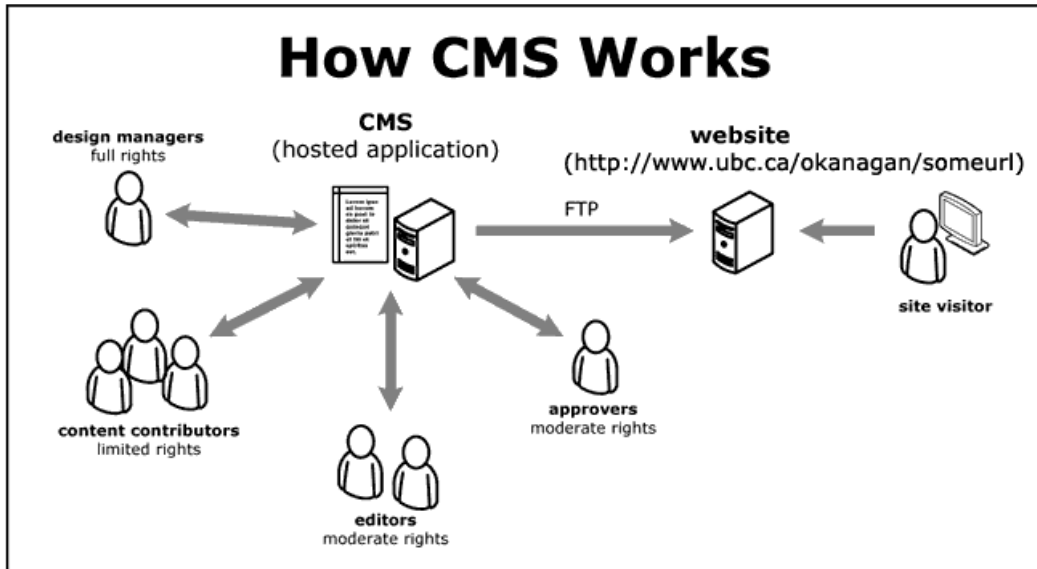 How CMS Works
design managers
full rights
CMS
(hosted application)
website
(http://www.ubc.ca/okanagan/someurl)
FTP
site visitor
content contributors
limited rights
approvers
moderate rights
editors
moderate rights